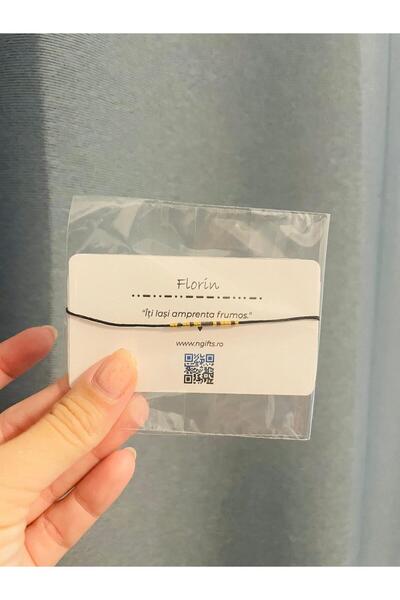 Florin
"Îți lași amprenta frumos."
www.ngifts.ro